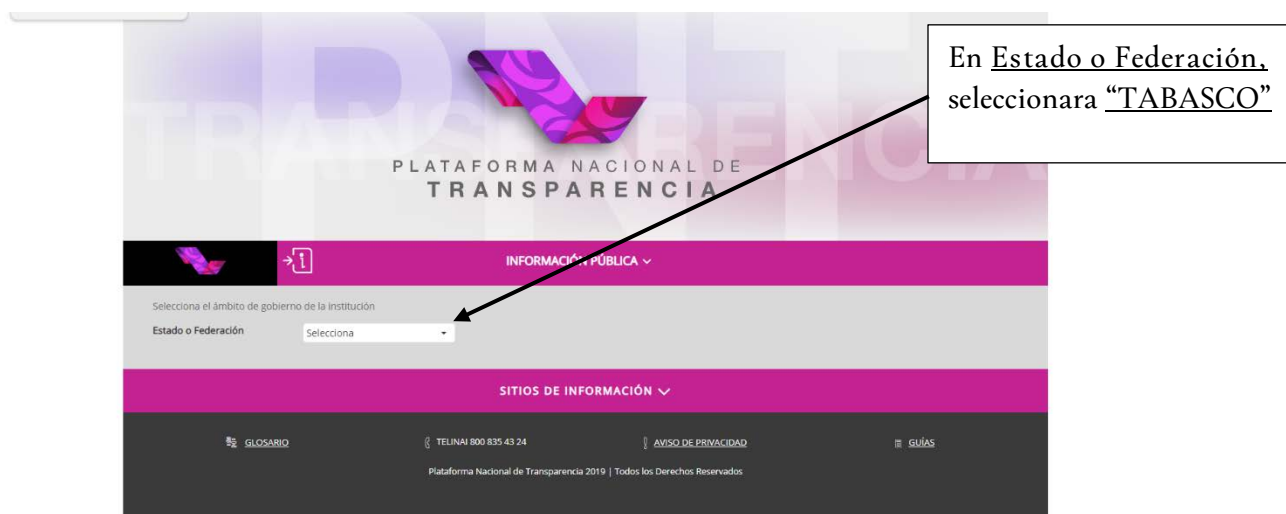 PNT
TRANSPARENCIA
En Estado o Federación,
seleccionara “TABASCO”
PLATAFORMA NACIONAL DE
TRANSPARENCIA
INFORMACIÓN PÚBLICA
Selecciona el ámbito de gobierno de la institución
Estado o Federación Selecciona
SITIOS DE INFORMACIÓN
GLOSARIO TELINAI 800 835 43 24 AVISO DE PRIVACIDAD GUÍAS
Plataforma Nacional de Transparencia 2019 | Todos los Derechos Reservados